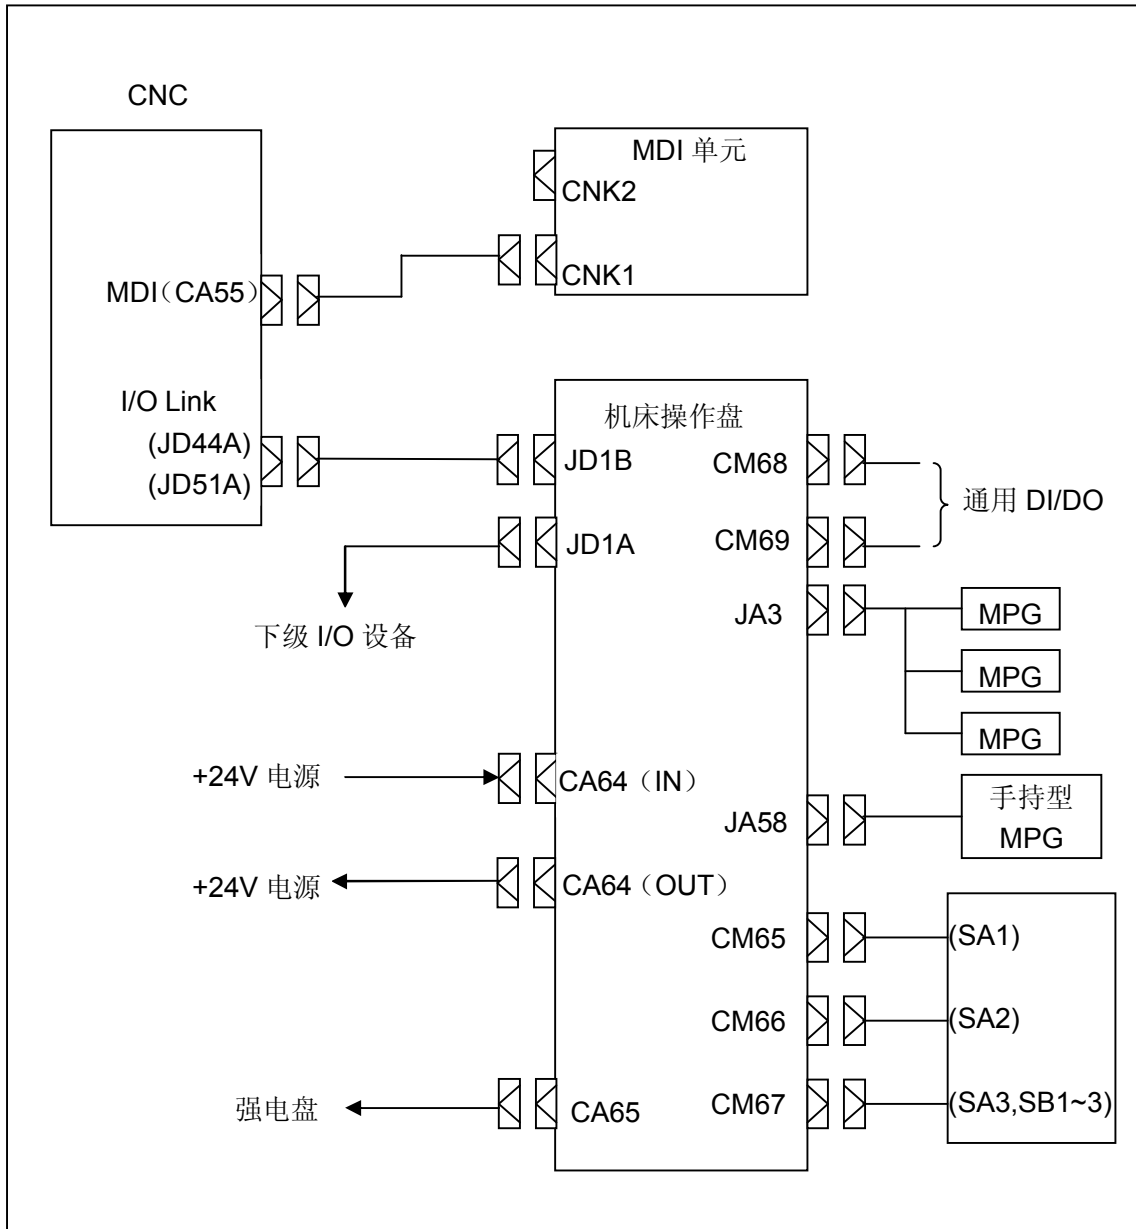 CNC
MDI（CA55）
I/O Link
(JD44A)
(JD51A)
MDI 单元
CNK2
CNK1
机床操作盘
JD1B
JD1A
下级 I/O 设备
+24V 电源
CA64（IN）
+24V 电源
CA64（OUT）
强电盘
CA65
CM68
CM69
通用 DI/DO
JA3
MPG
MPG
MPG
JA58
手持型
MPG
CM65
(SA1)
CM66
(SA2)
CM67
(SA3,SB1~3)